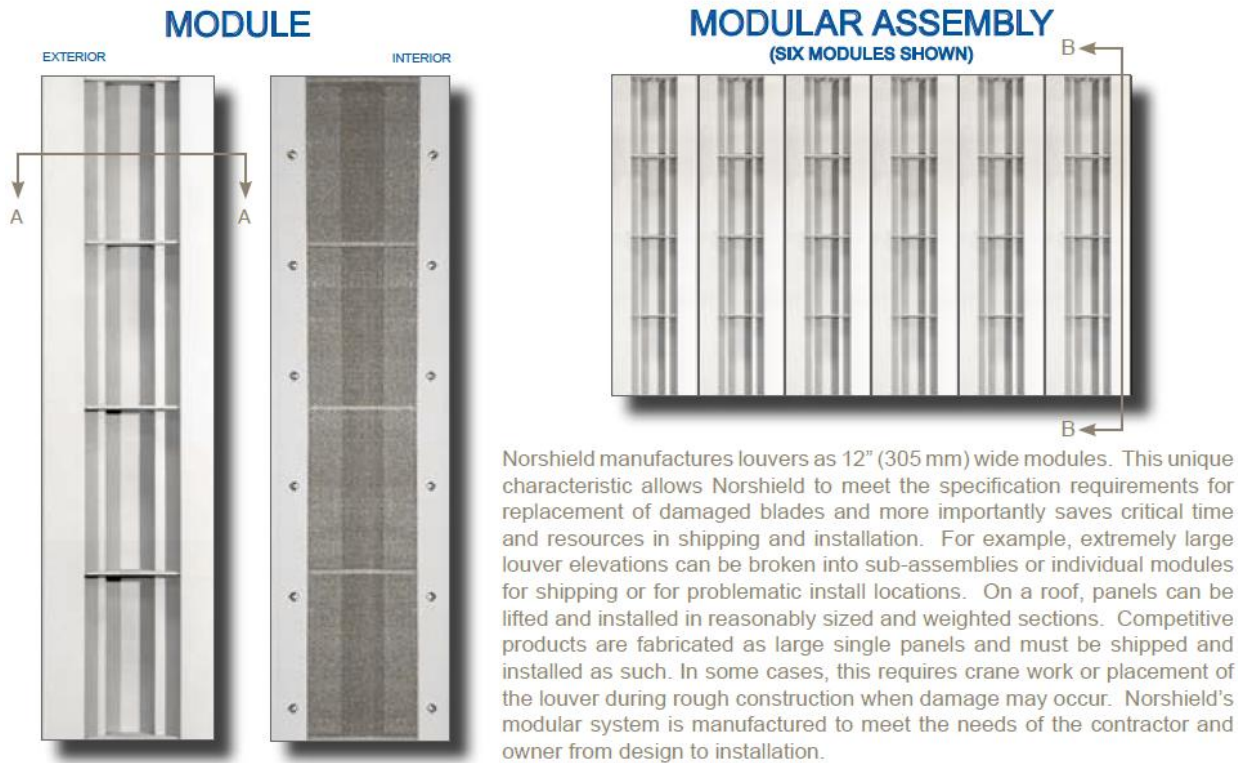 MODULE
EXTERIOR
INTERIOR
A
A
MODULAR ASSEMBLY
(SIX MODULES SHOWN)
B
B
Norshield manufactures louvers as 12” (305 mm) wide modules. This unique
characteristic allows Norshield to meet the specification requirements for
replacement of damaged blades and more importantly saves critical time
and resources in shipping and installation. For example, extremely large
louver elevations can be broken into sub-assemblies or individual modules
for shipping or for problematic install locations. On a roof, panels can be
lifted and installed in reasonably sized and weighted sections. Competitive
products are fabricated as large single panels and must be shipped and
installed as such. In some cases, this requires crane work or placement of
the louver during rough construction when damage may occur. Norshield’s
modular system is manufactured to meet the needs of the contractor and
owner from design to installation.